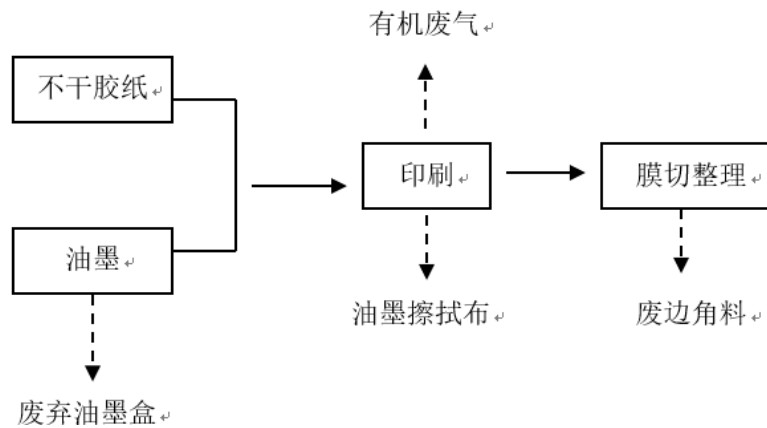 有机废气
不干胶纸
印刷
膜切整理
油墨
油墨擦拭布
废边角料
废弃油墨盒